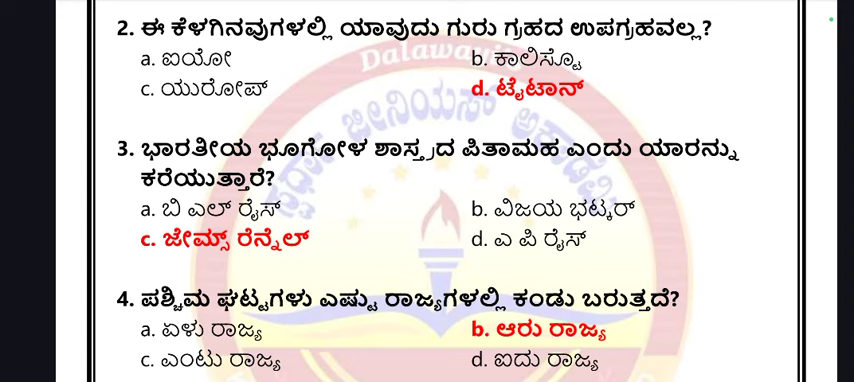 2. ಈ ಕೆಳಗಿನವುಗಳಲ್ಲಿ ಯಾವುದು ಗುರು ಗ್ರಹದ ಉಪಗ್ರಹವಲ್ಲ?
a. ಐಯೋ b. ಕಾಲಿಸ್ಟೊ
c. ಯುರೋಪ್ d. ಟೈಟಾನ್
3. ಭಾರತೀಯ ಭೂಗೋಳ ಶಾಸ್ತ್ರದ ಪಿತಾಮಹ ಎಂದು ಯಾರನ್ನು
ಕರೆಯುತ್ತಾರೆ?
a. ಬಿ ಎಲ್ ರೈಸ್ b. ವಿಜಯ ಭಟ್ಕರ್
c. ಜೇಮ್ಸ್ ರೆನ್ನೆಲ್ d. ಎ ಪಿ ರೈಸ್
4. ಪಶ್ಚಿಮ ಘಟ್ಟಗಳು ಎಷ್ಟು ರಾಜ್ಯಗಳಲ್ಲಿ ಕಂಡು ಬರುತ್ತದೆ?
a. ಏಳು ರಾಜ್ಯ b. ಆರು ರಾಜ್ಯ
c. ಎಂಟು ರಾಜ್ಯ d. ಐದು ರಾಜ್ಯ